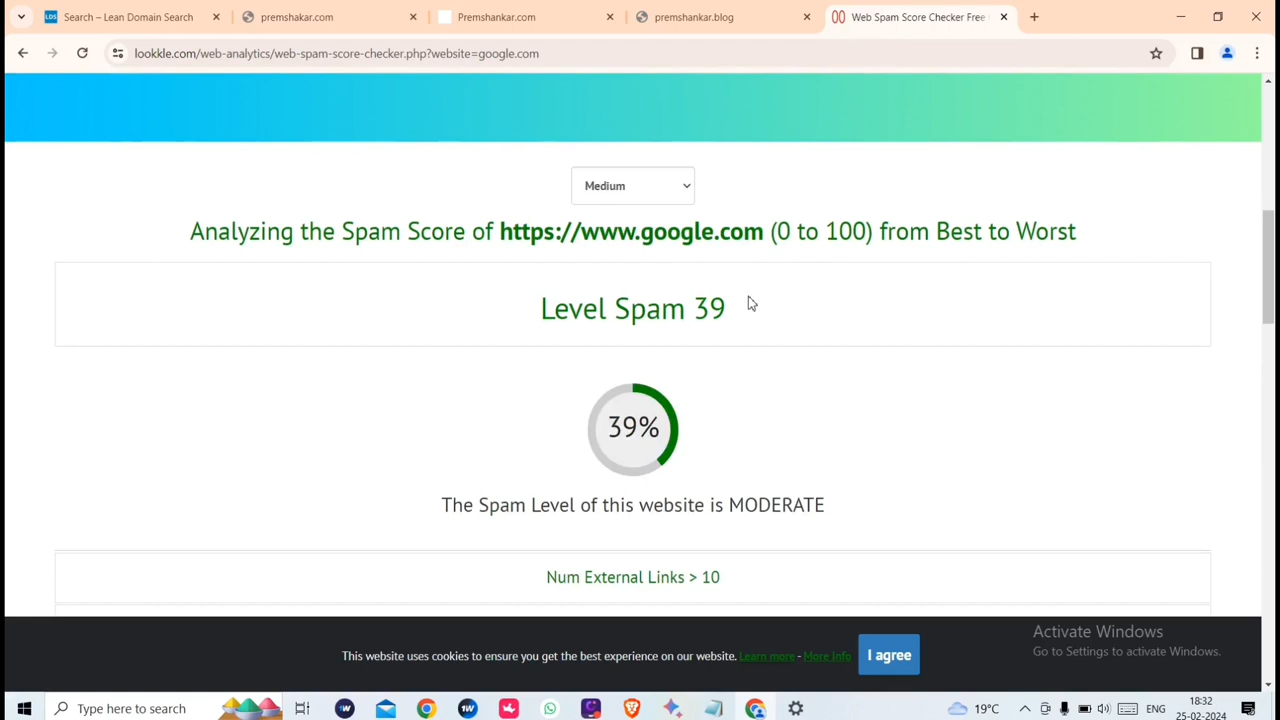 LDS Search – Lean Domain Search
premshakar.com
Premshankar.com
premshankar.blog
Web Spam Score Checker Free
lookkle.com/web-analytics/web-spam-score-checker.php?website=google.com
Medium
Analyzing the Spam Score of https://www.google.com (0 to 100) from Best to Worst
Level Spam 39
39%
The Spam Level of this website is MODERATE
Num External Links > 10
This website uses cookies to ensure you get the best experience on our website. Learn more - More Info
I agree
Activate Windows
Go to Settings to activate Windows.
Type here to search
19°C
ENG
18:32
25-02-2024